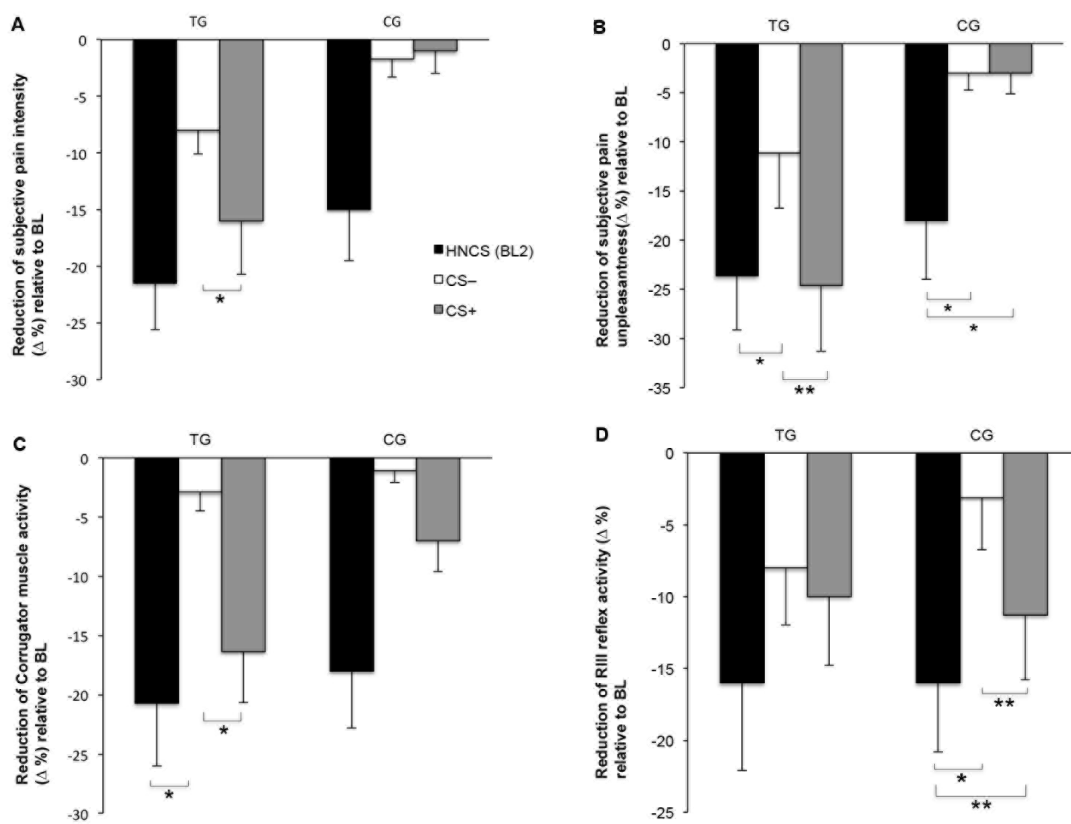 A
TG
CG
0
-5
-10
-15
-20
-25
-30
Reduction of subjective pain intensity
(Δ %) relative to BL
*
HNCS (BL2)
CS–
CS+
B
TG
CG
0
-5
-10
-15
-20
-25
-30
-35
Reduction of subjective pain
unpleasantness(Δ %) relative to BL
*
**
*
*
C
TG
CG
0
-5
-10
-15
-20
-25
-30
Reduction of Corrugator muscle activity
(Δ %) relative to BL
*
*
D
TG
CG
0
-5
-10
-15
-20
-25
Reduction of RIII reflex activity (Δ %)
relative to BL
**
*
**